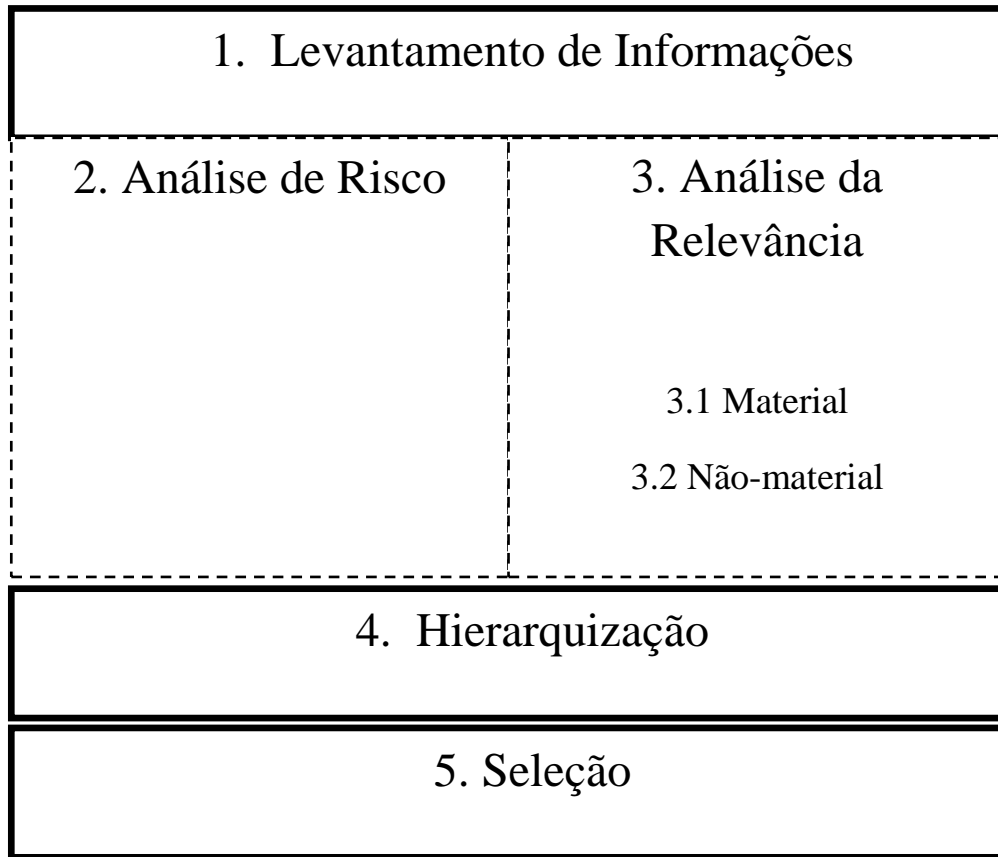 1. Levantamento de Informações
2. Análise de Risco
3. Análise da
Relevância
3.1 Material
3.2 Não-material
4. Hierarquização
5. Seleção